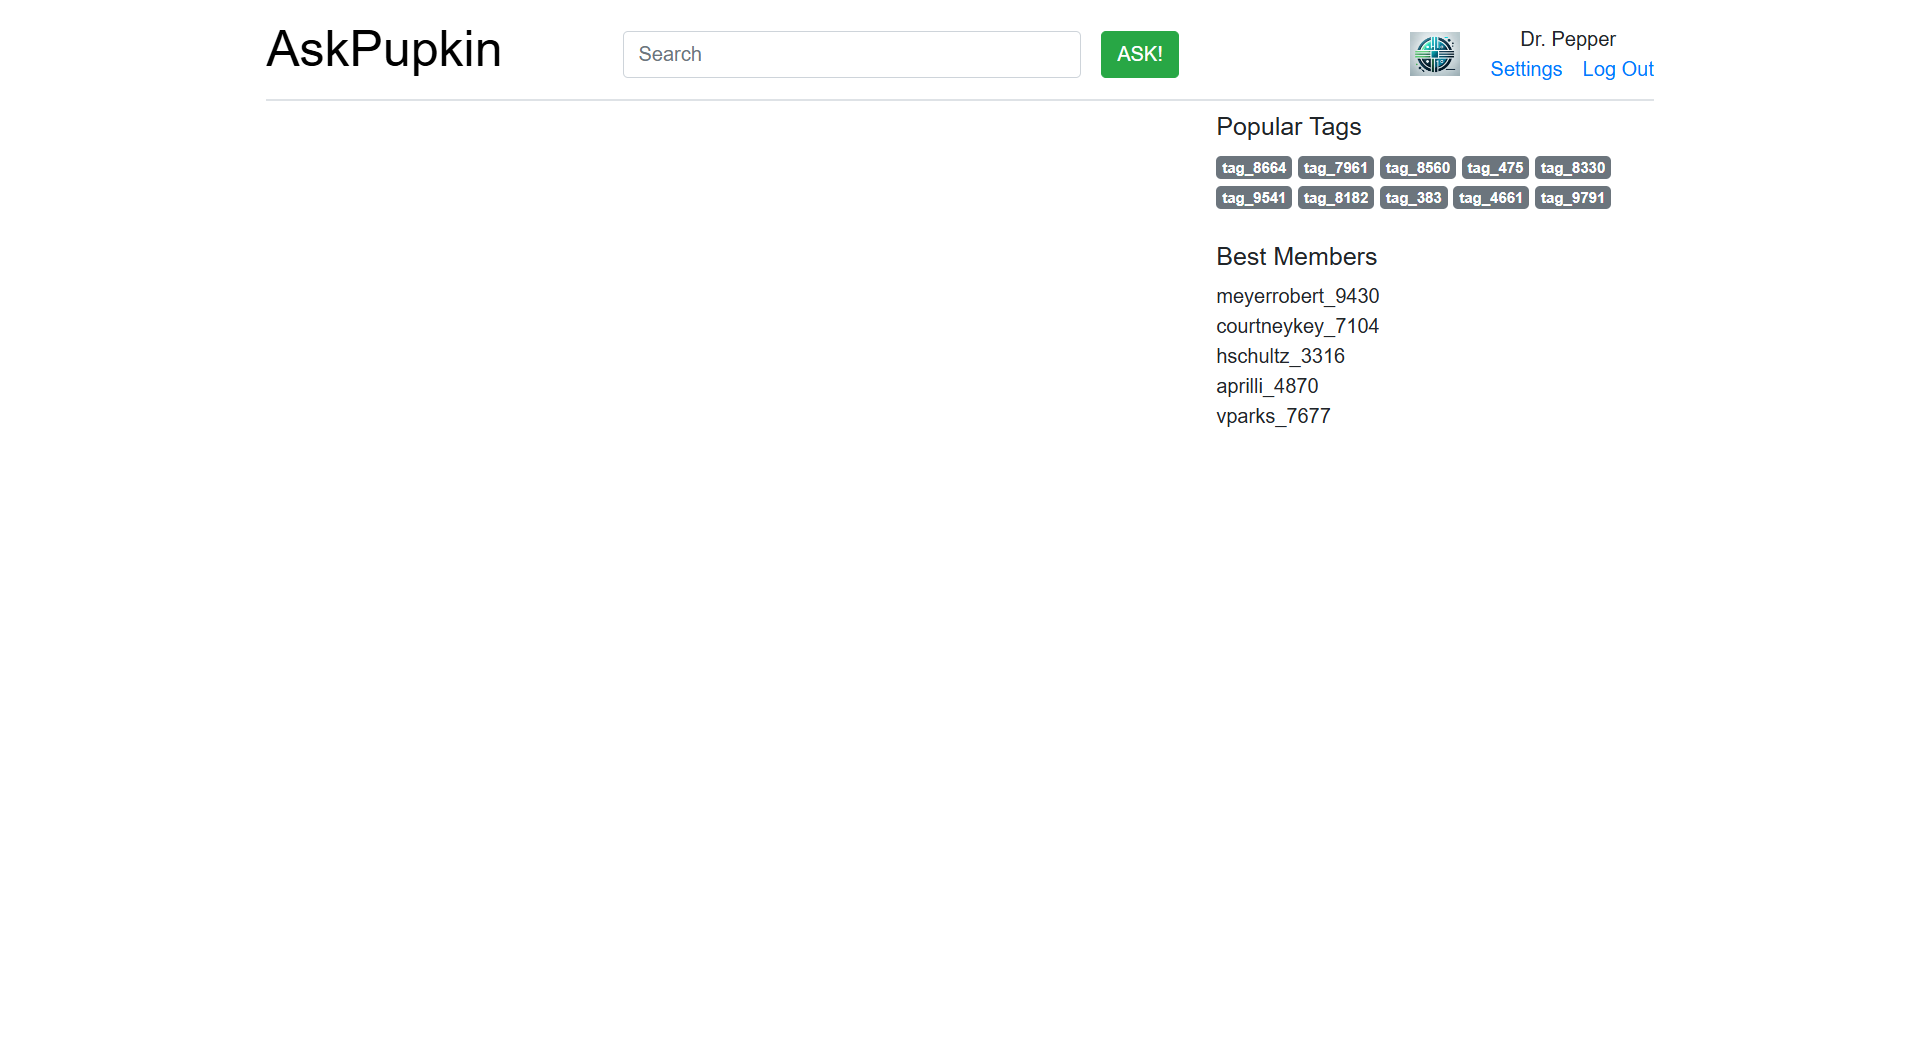 AskPupkin
Search
ASK!
Dr. Pepper
Settings Log Out
Popular Tags
tag_8664 tag_7961 tag_8560 tag_475 tag_8330
tag_9541 tag_8182 tag_383 tag_4661 tag_9791
Best Members
meyerrobert_9430
courtneykey_7104
hschultz_3316
aprilli_4870
vparks_7677